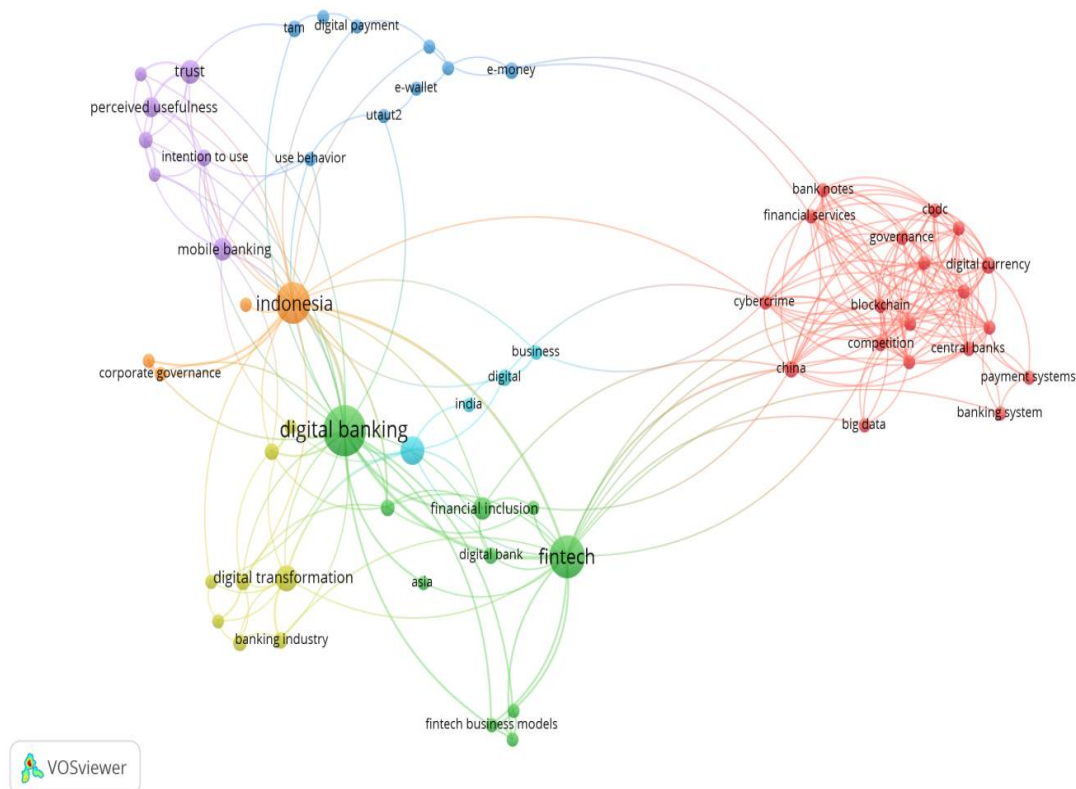 tam
digital payment
trust
e-money
e-wallet
perceived usefulness
utaut2
intention to use
use behavior
bank notes
cbdc
financial services
governance
mobile banking
digital currency
indonesia
cybercrime
blockchain
competition
central banks
business
corporate governance
china
digital
payment systems
india
banking system
digital banking
big data
financial inclusion
digital bank
fintech
digital transformation
asia
banking industry
fintech business models
VOSviewer